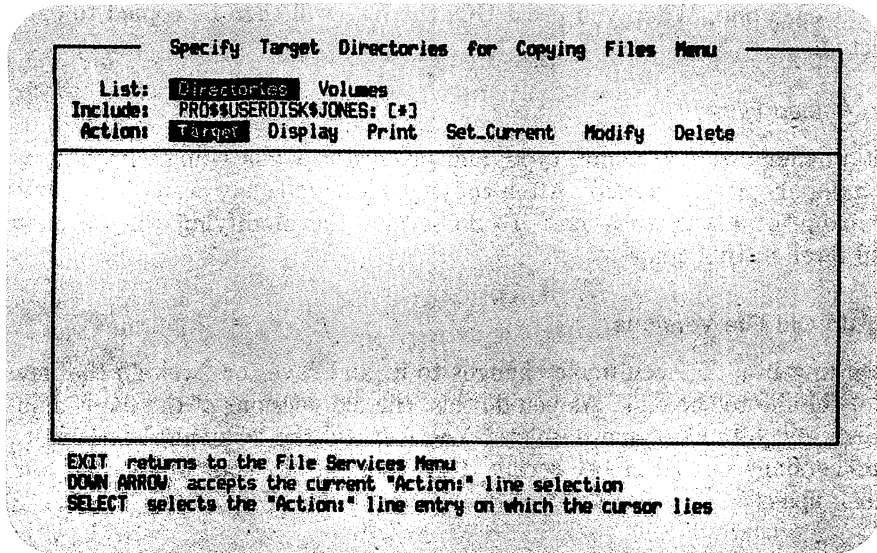 Specify Target Directories for Copying Files Menu
List: Directories Volumes
Include: PRO$$USERDISK$JONES: [*]
Action: Target Display Print Set_Current Modify Delete
EXIT returns to the File Services Menu
DOWN ARROW accepts the current "Action:" line selection
SELECT selects the "Action:" line entry on which the cursor lies